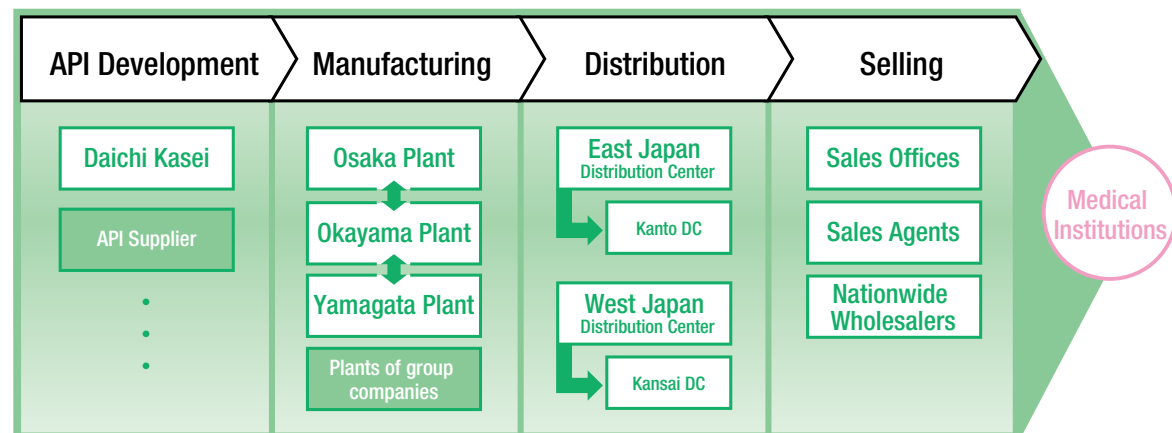 API Development
Manufacturing
Distribution
Selling
Daichi Kasei
API Supplier
Osaka Plant
Okayama Plant
Yamagata Plant
Plants of group
companies
East Japan
Distribution Center
Kanto DC
West Japan
Distribution Center
Kansai DC
Sales Offices
Sales Agents
Nationwide
Wholesalers
Medical
Institutions